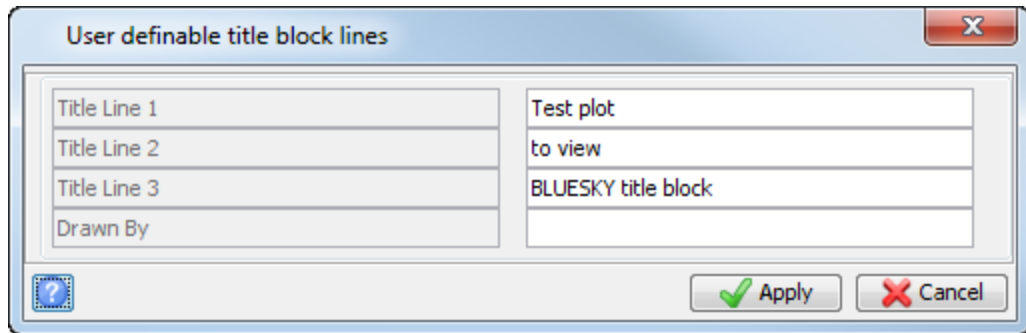 User definable title block lines
Title Line 1 Test plot
Title Line 2 to view
Title Line 3 BLUESKY title block
Drawn By
? Apply Cancel